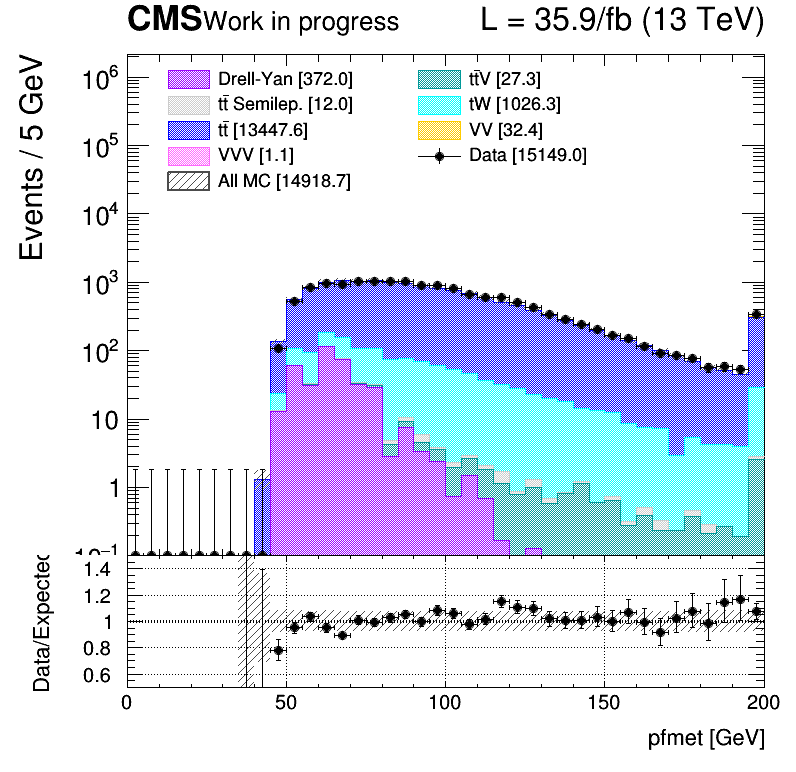 CMS Work in progress L = 35.9/fb (13 TeV)
Events / 5 GeV
Drell-Yan [372.0]
tt̄ Semilep. [12.0]
tt̄ [13447.6]
VVV [1.1]
All MC [14918.7]
tt̄V [27.3]
tW [1026.3]
VV [32.4]
Data [15149.0]
10⁶
10⁵
10⁴
10³
10²
10
1
10⁻¹
Data/Expected
1.4
1.2
1
0.8
0.6
0 50 100 150 200
pfmet [GeV]